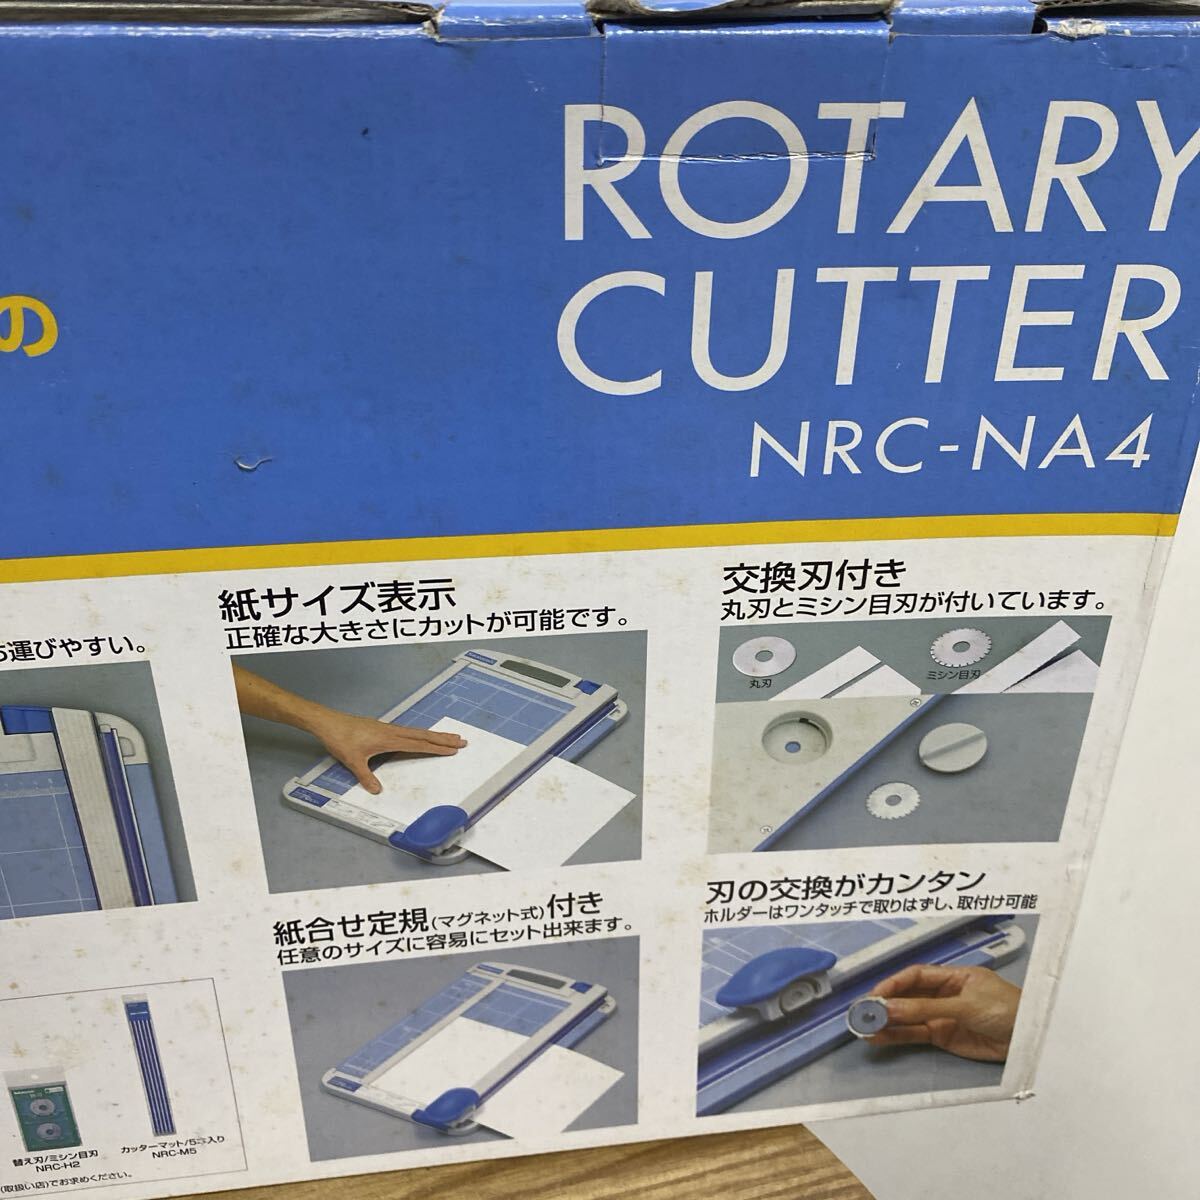 ROTARY
CUTTER
NRC-NA4
の
運びやすい。
紙サイズ表示
正確な大きさにカットが可能です。
交換刃付き
丸刃とミシン目刃が付いています。
丸刃
ミシン目刃
紙合せ定規(マグネット式)付き
任意のサイズに容易にセット出来ます。
刃の交換がカンタン
ホルダーはワンタッチで取りはずし、取付け可能
替え刃/ミシン目刃
NRC-H2
カッターマット/5本入り
NRC-M5
(取扱い店)でお求めください。